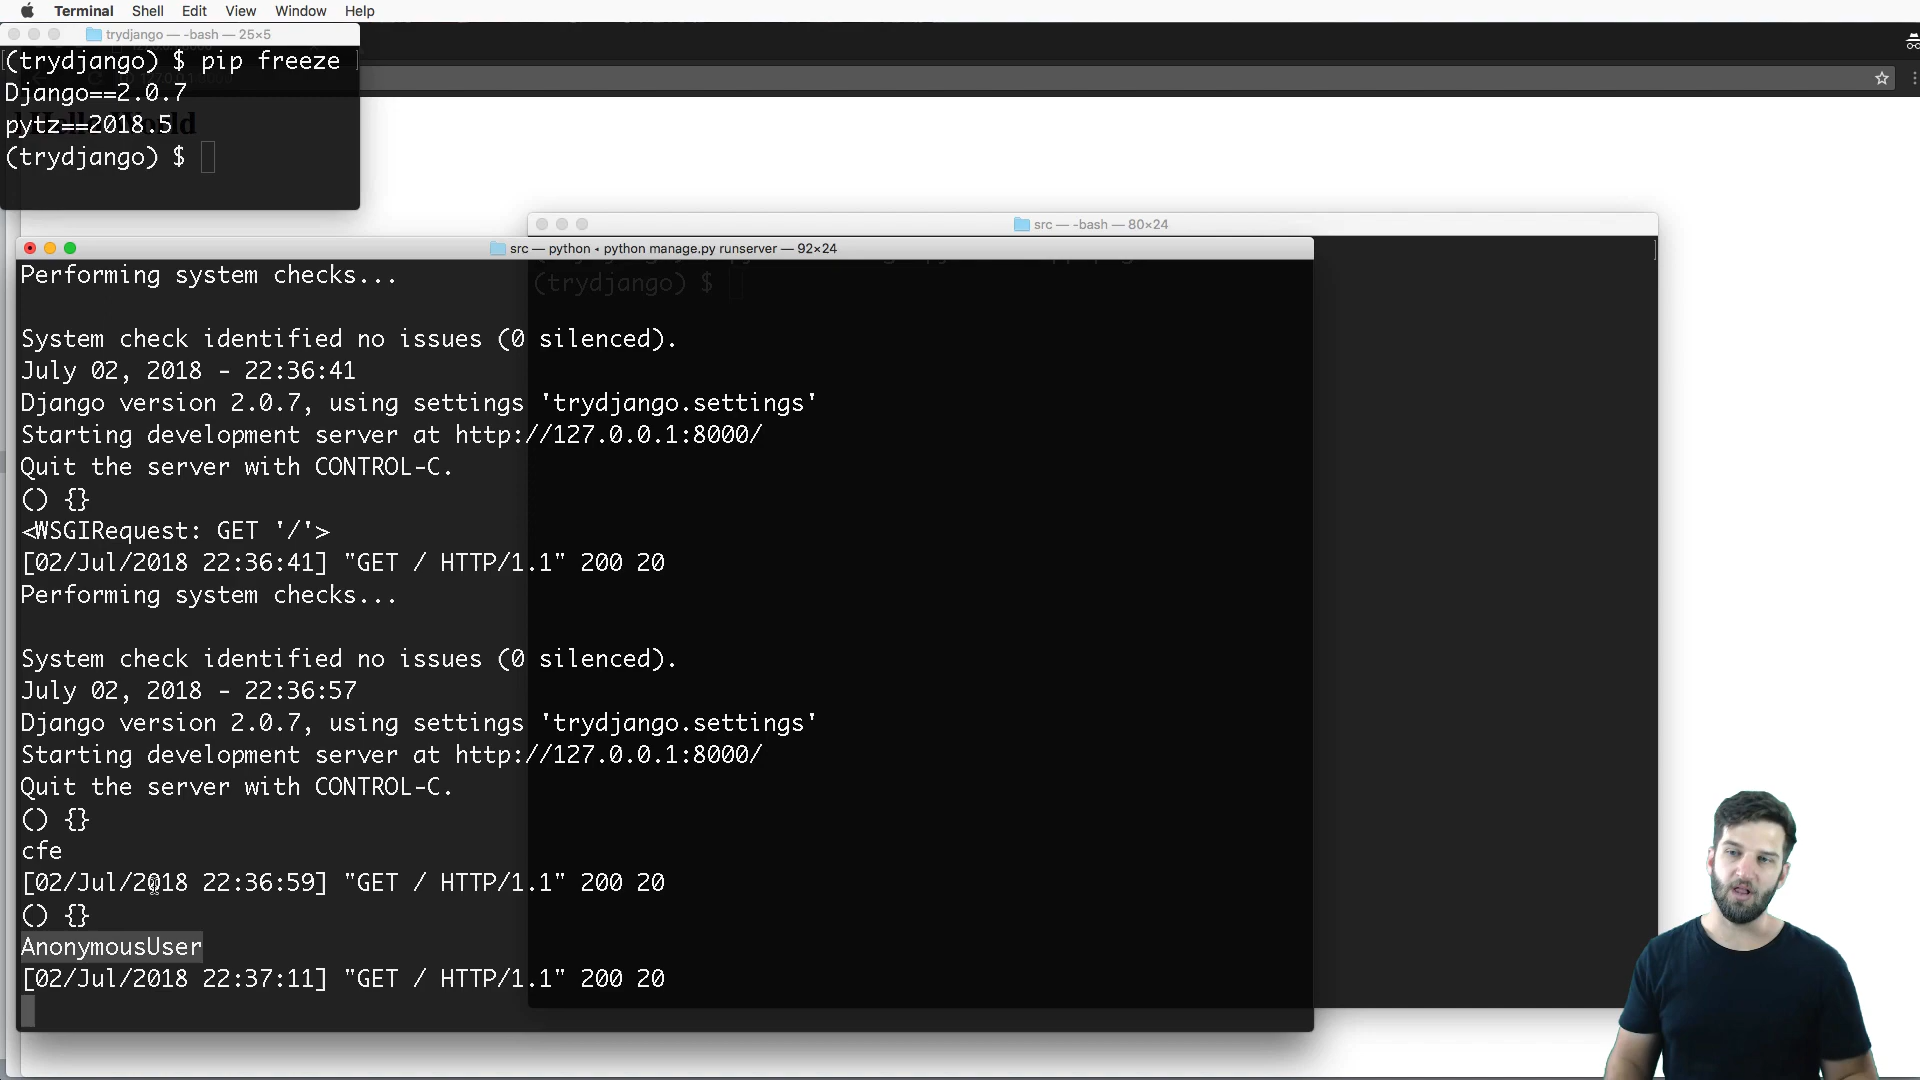 Terminal Shell Edit View Window Help
trydjango — -bash — 25×5
(trydjango) $ pip freeze
Django==2.0.7
pytz==2018.5
(trydjango) $
src — -bash — 80×24
(trydjango) $
src — python ◂ python manage.py runserver — 92×24
Performing system checks...
System check identified no issues (0 silenced).
July 02, 2018 - 22:36:41
Django version 2.0.7, using settings 'trydjango.settings'
Starting development server at http://127.0.0.1:8000/
Quit the server with CONTROL-C.
() {}
<WSGIRequest: GET '/'>
[02/Jul/2018 22:36:41] "GET / HTTP/1.1" 200 20
Performing system checks...
System check identified no issues (0 silenced).
July 02, 2018 - 22:36:57
Django version 2.0.7, using settings 'trydjango.settings'
Starting development server at http://127.0.0.1:8000/
Quit the server with CONTROL-C.
() {}
cfe
[02/Jul/2018 22:36:59] "GET / HTTP/1.1" 200 20
() {}
AnonymousUser
[02/Jul/2018 22:37:11] "GET / HTTP/1.1" 200 20